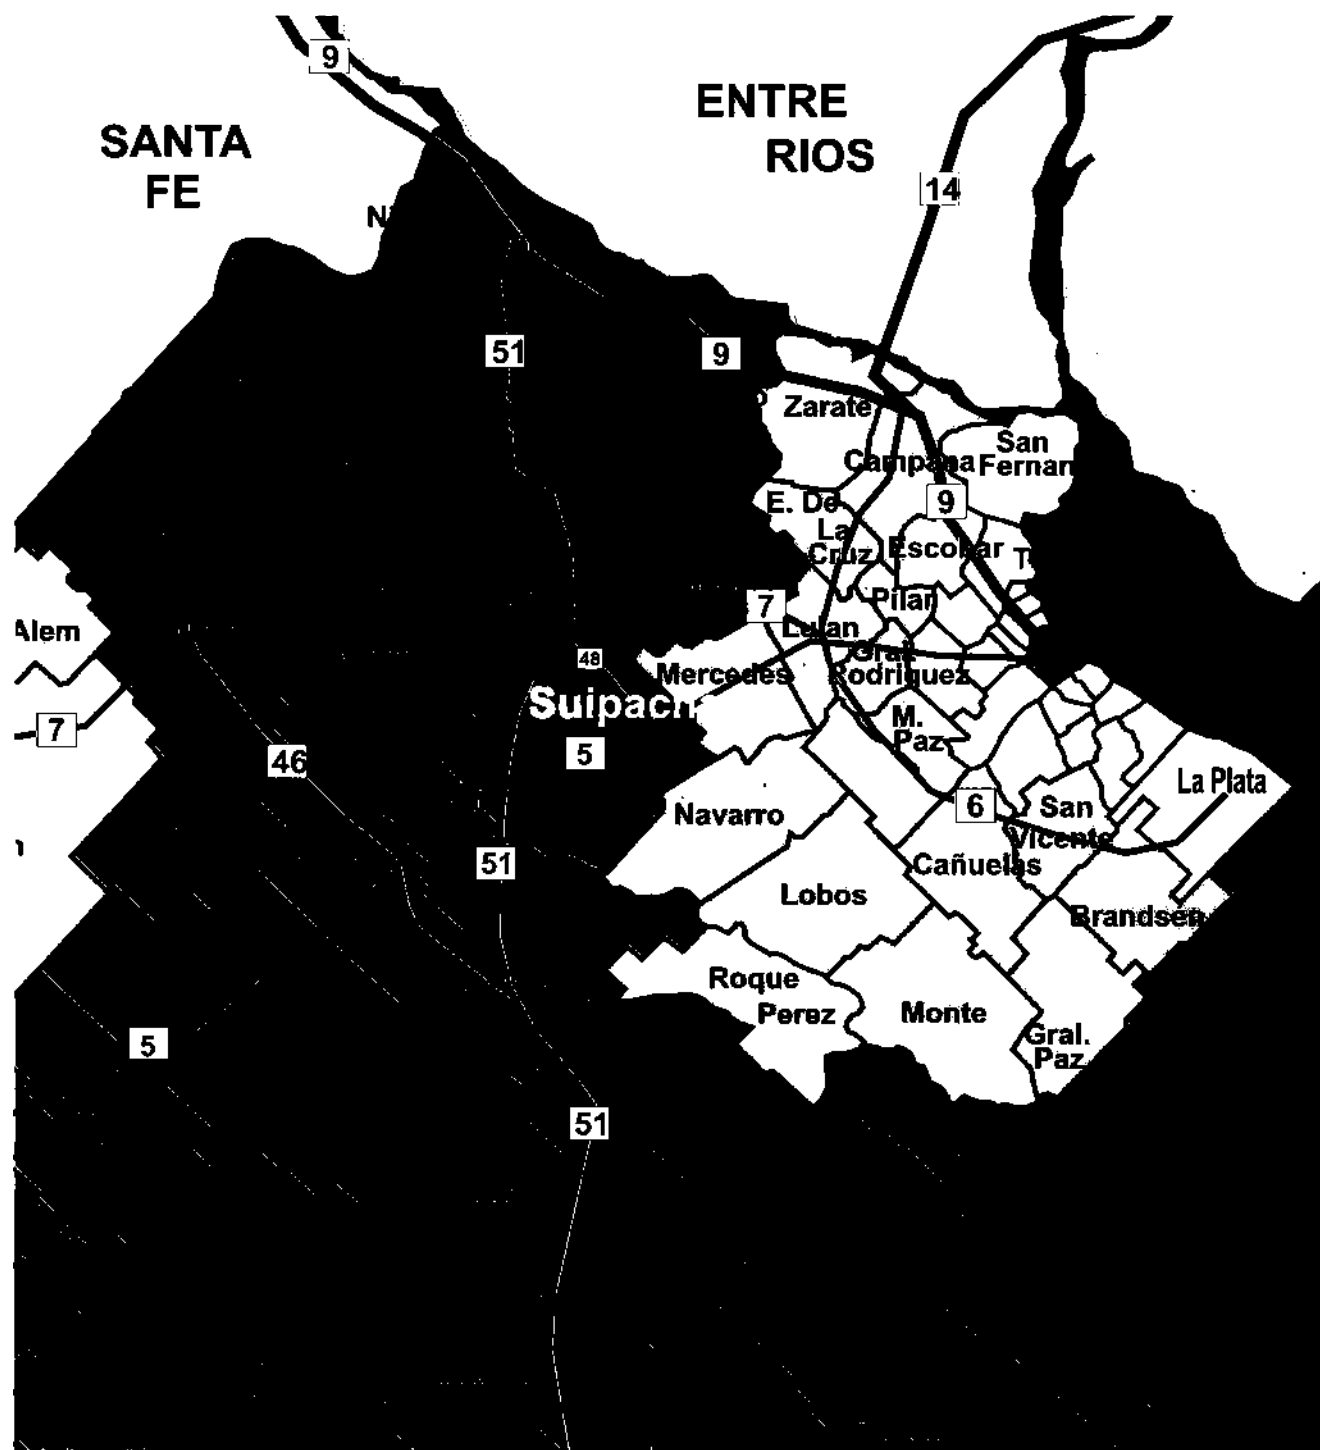 9
SANTA
FE
ENTRE
RIOS
14
51
9
Zarate
San
Fernan
Campana
9
E. De
La
Cruz
Escobar
7
Pilar
Lujan
Alem
48
Gral.
Rodriguez
Mercedes
Suipach
7
5
46
M.
Paz
La Plata
6
San
Vicente
Navarro
51
Cañuelas
Lobos
Brandsen
Roque
Perez
Monte
Gral.
Paz
5
51